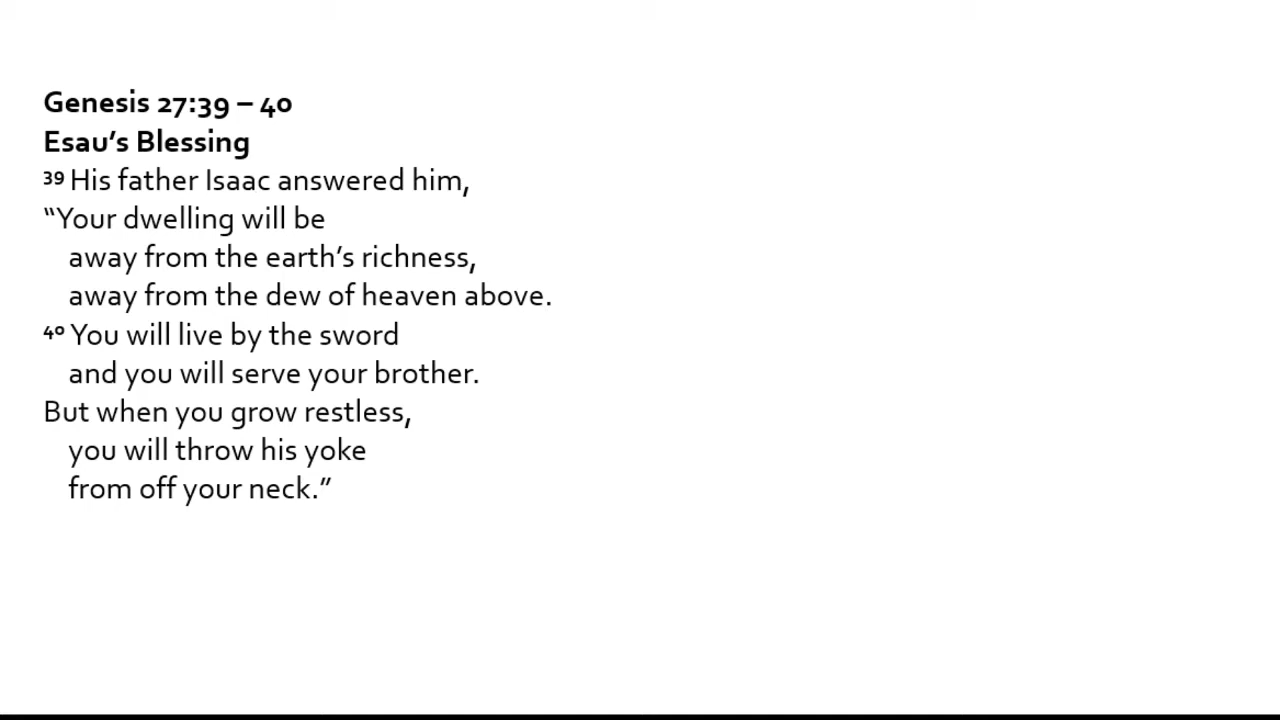 Genesis 27:39 – 40
Esau’s Blessing
39 His father Isaac answered him,
“Your dwelling will be
away from the earth’s richness,
away from the dew of heaven above.
40 You will live by the sword
and you will serve your brother.
But when you grow restless,
you will throw his yoke
from off your neck.”